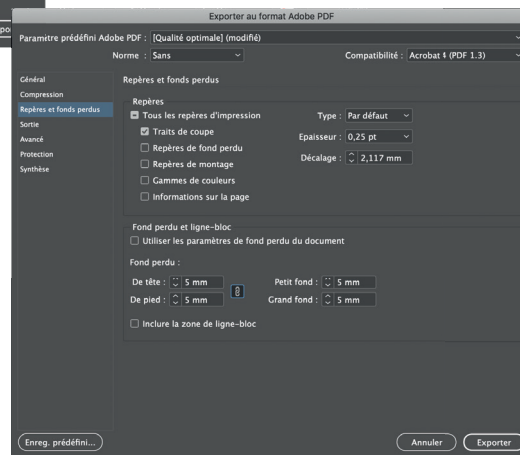 po
Exporter au format Adobe PDF
Paramètre prédéfini Adobe PDF : [Qualité optimale] (modifié)
Norme : Sans Compatibilité : Acrobat 4 (PDF 1.3)
Général
Compression
Repères et fonds perdus
Sortie
Avancé
Protection
Synthèse
Repères et fonds perdus
Repères
Tous les repères d'impression
Traits de coupe
Repères de fond perdu
Repères de montage
Gammes de couleurs
Informations sur la page
Type : Par défaut
Epaisseur : 0,25 pt
Décalage : 2,117 mm
Fond perdu et ligne-bloc
Utiliser les paramètres de fond perdu du document
Fond perdu :
De tête : 5 mm Petit fond : 5 mm
De pied : 5 mm Grand fond : 5 mm
Inclure la zone de ligne-bloc
Enreg. prédéfini... Annuler Exporter